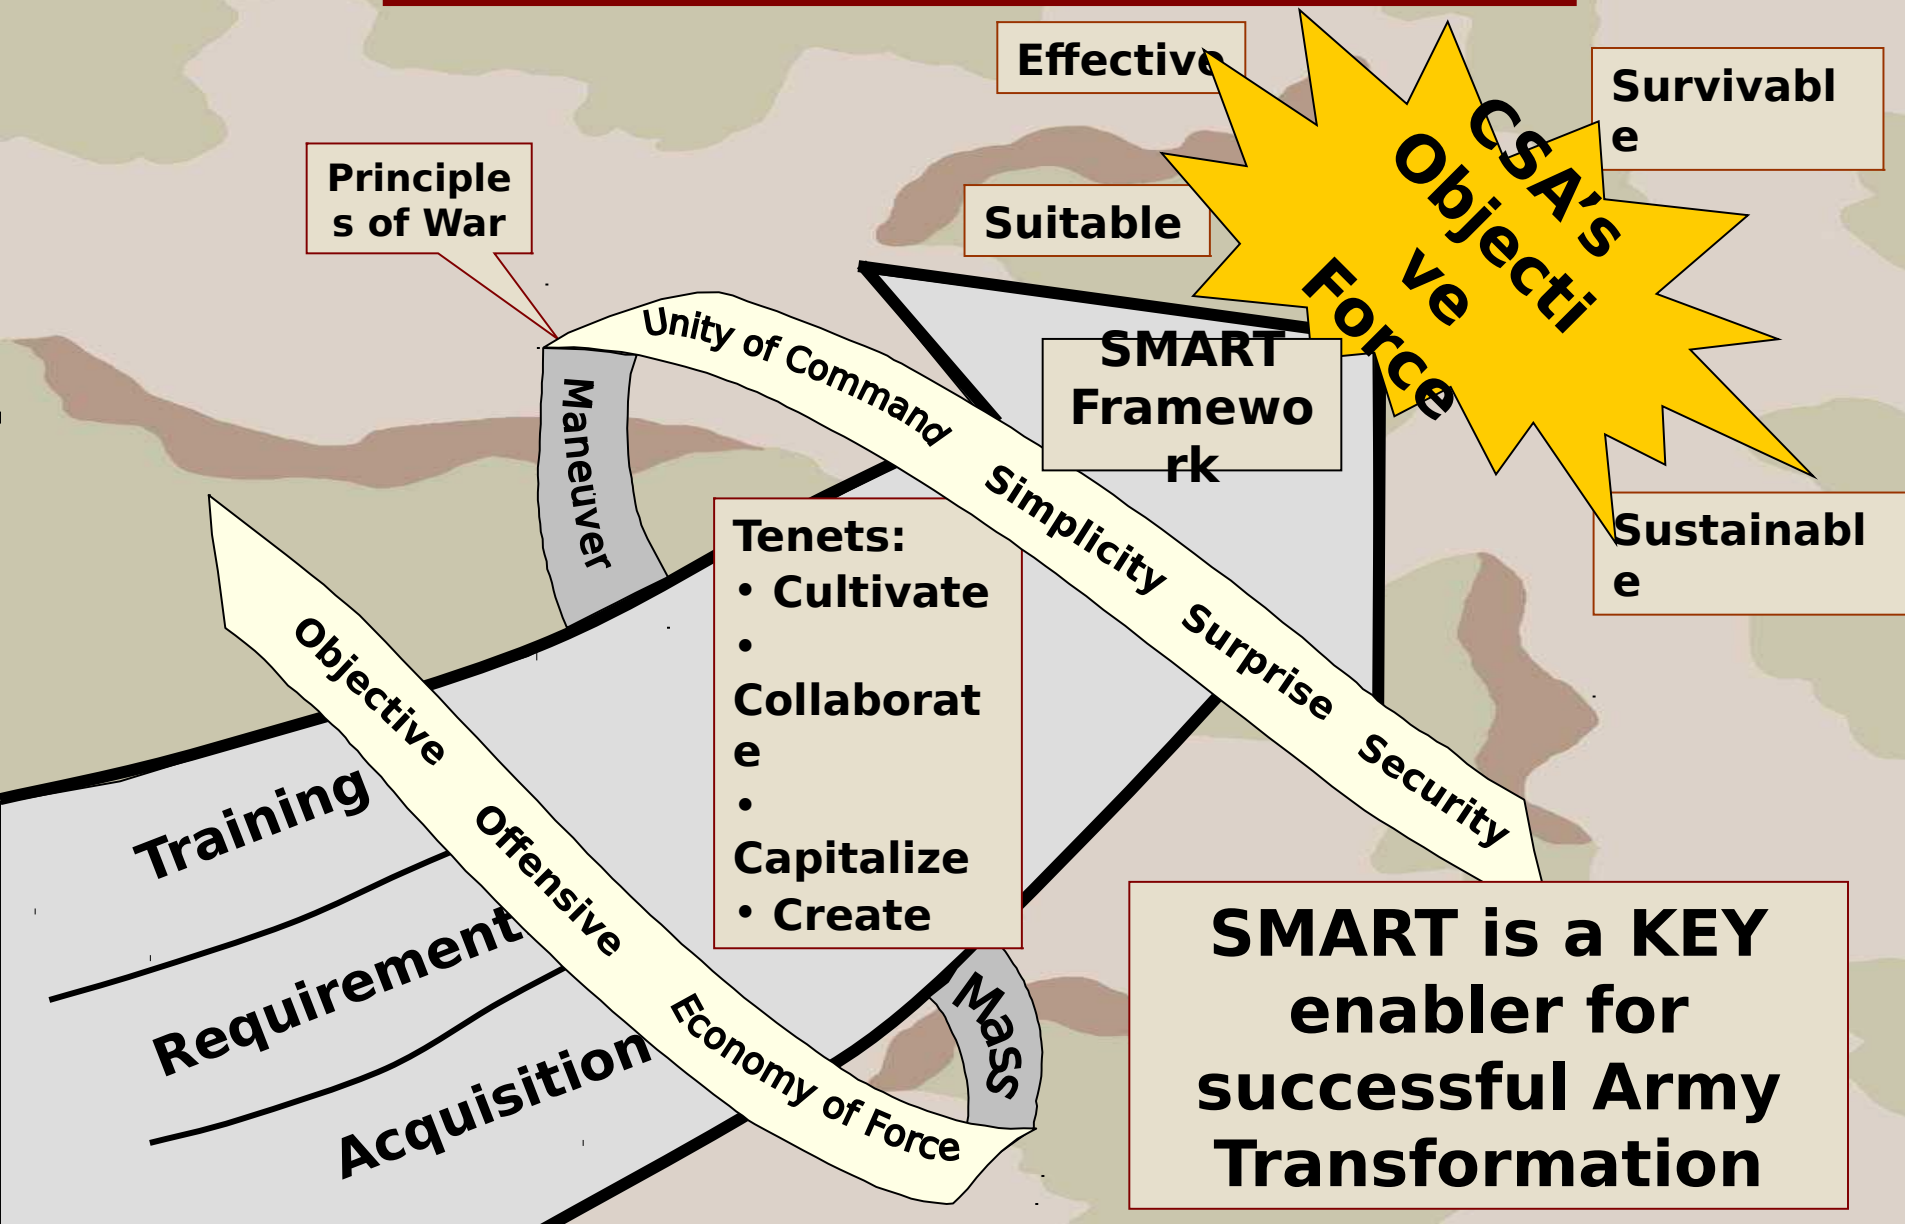 Effective
Survivabl
e
Principle
s of War
Suitable
CSA's
Objecti
ve
Force
Unity of Command
Simplicity
Surprise
Security
Maneuver
SMART
Framewo
rk
Sustainabl
e
Tenets:
• Cultivate
•
Collaborat
e
•
Capitalize
• Create
Objective
Offensive
Economy of Force
Mass
Training
Requirement
Acquisition
SMART is a KEY
enabler for
successful Army
Transformation